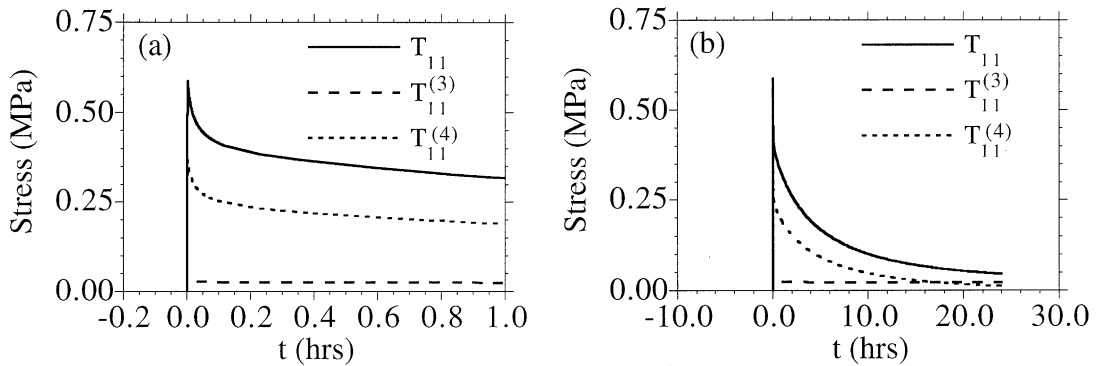 (a)
T11
T11(3)
T11(4)
0.75
0.50
0.25
0.00
Stress (MPa)
-0.2 0.0 0.2 0.4 0.6 0.8 1.0
t (hrs)
(b)
T11
T11(3)
T11(4)
0.75
0.50
0.25
0.00
Stress (MPa)
-10.0 0.0 10.0 20.0 30.0
t (hrs)